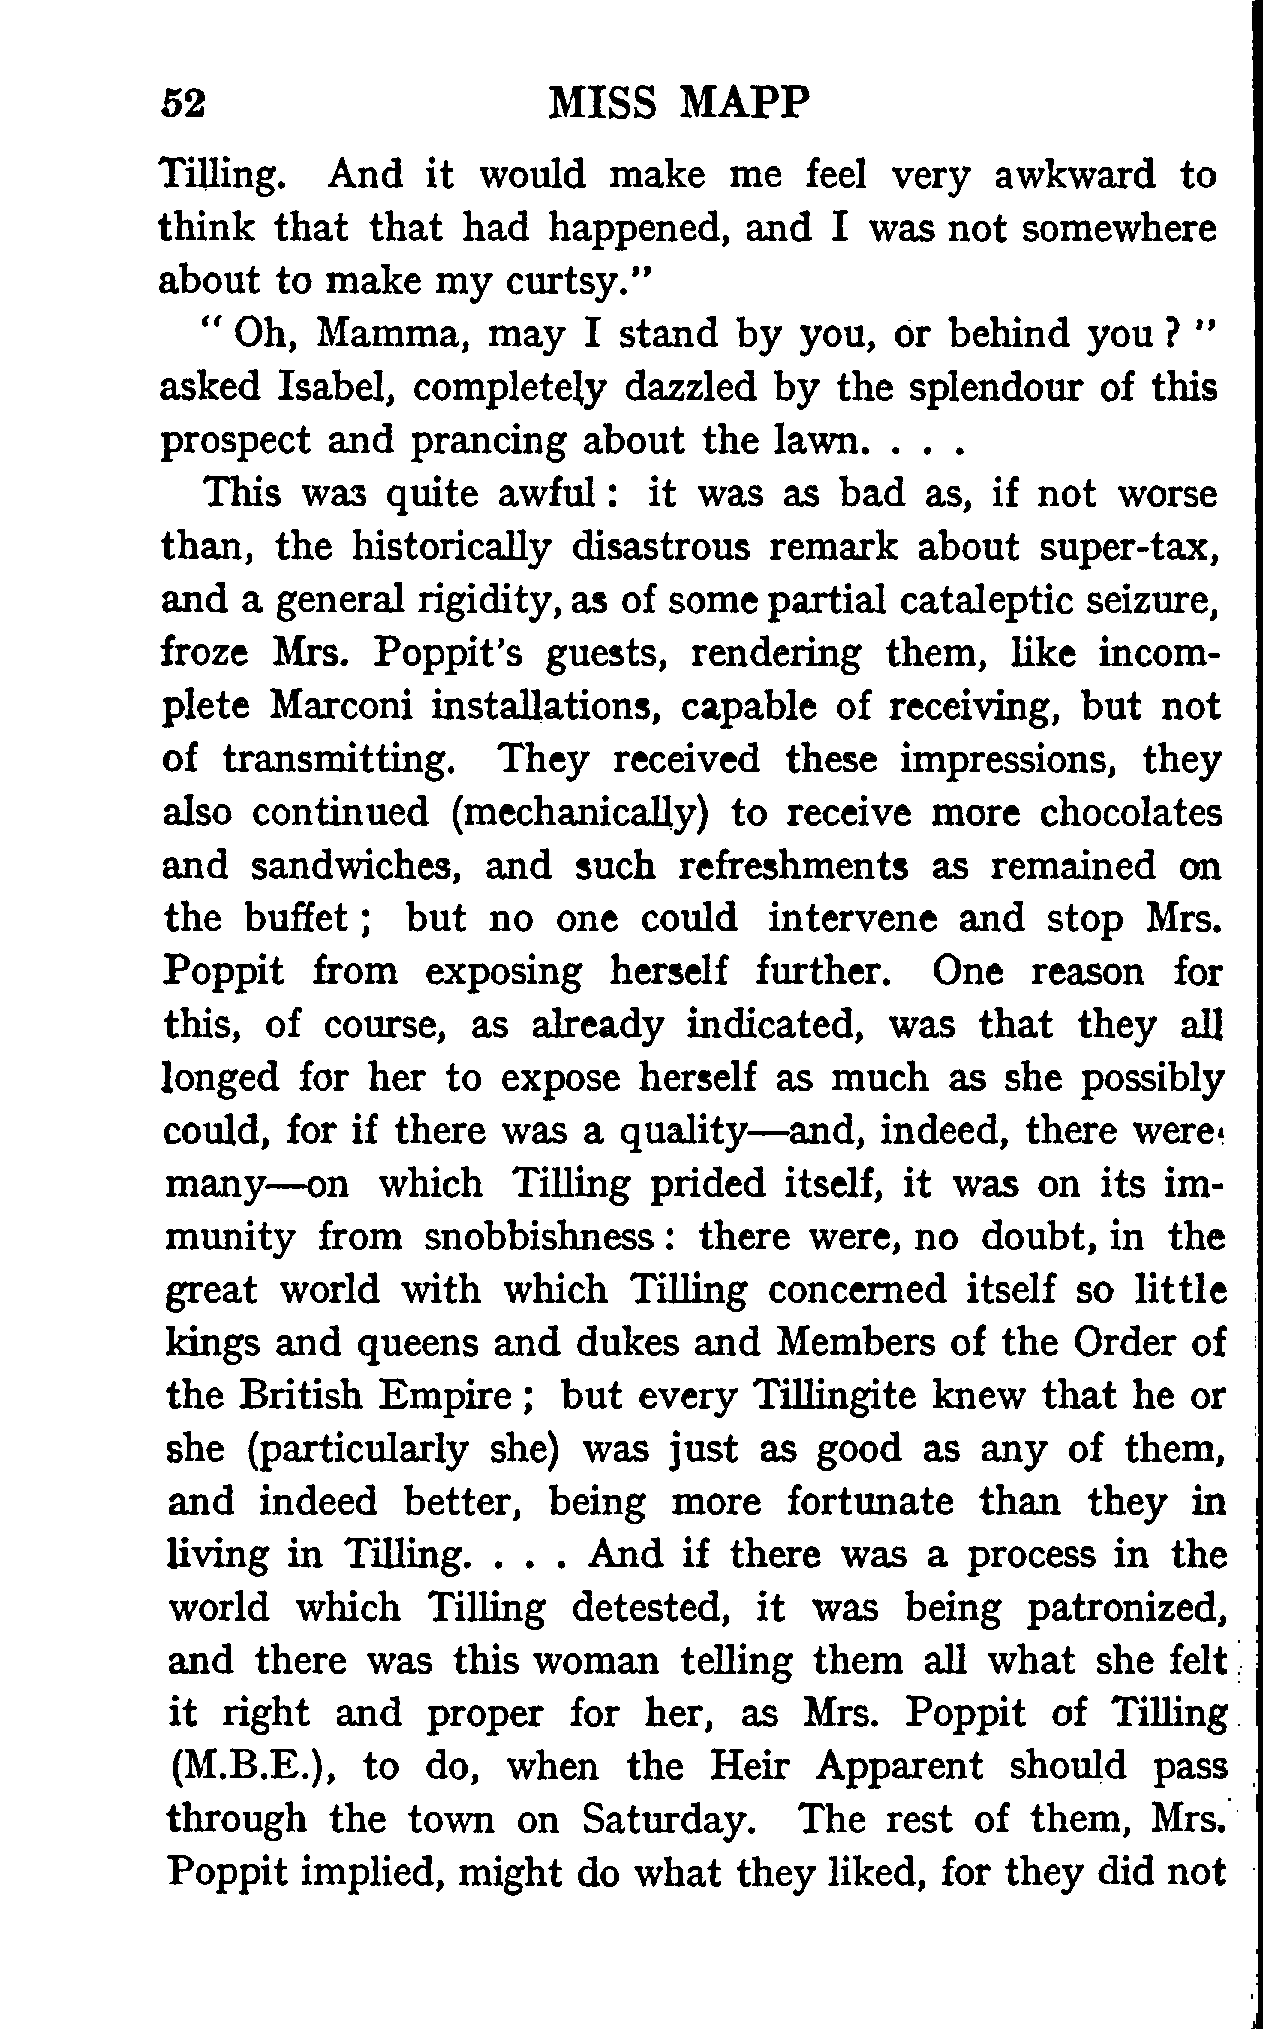 52 MISS MAPP
Tilling. And it would make me feel very awkward to
think that that had happened, and I was not somewhere
about to make my curtsy."
" Oh, Mamma, may I stand by you, or behind you ? "
asked Isabel, completely dazzled by the splendour of this
prospect and prancing about the lawn. . . .
This was quite awful : it was as bad as, if not worse
than, the historically disastrous remark about super-tax,
and a general rigidity, as of some partial cataleptic seizure,
froze Mrs. Poppit's guests, rendering them, like incom-
plete Marconi installations, capable of receiving, but not
of transmitting. They received these impressions, they
also continued (mechanically) to receive more chocolates
and sandwiches, and such refreshments as remained on
the buffet ; but no one could intervene and stop Mrs.
Poppit from exposing herself further. One reason for
this, of course, as already indicated, was that they all
longed for her to expose herself as much as she possibly
could, for if there was a quality—and, indeed, there were
many—on which Tilling prided itself, it was on its im-
munity from snobbishness : there were, no doubt, in the
great world with which Tilling concerned itself so little
kings and queens and dukes and Members of the Order of
the British Empire ; but every Tillingite knew that he or
she (particularly she) was just as good as any of them,
and indeed better, being more fortunate than they in
living in Tilling. . . . And if there was a process in the
world which Tilling detested, it was being patronized,
and there was this woman telling them all what she felt
it right and proper for her, as Mrs. Poppit of Tilling
(M.B.E.), to do, when the Heir Apparent should pass
through the town on Saturday. The rest of them, Mrs.
Poppit implied, might do what they liked, for they did not